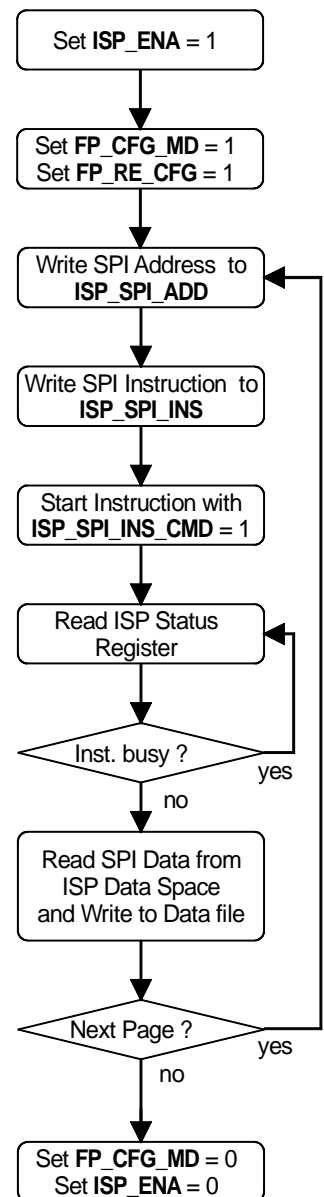 Set ISP_ENA = 1
Set FP_CFG_MD = 1
Set FP_RE_CFG = 1
Write SPI Address to
ISP_SPI_ADD
Write SPI Instruction to
ISP_SPI_INS
Start Instruction with
ISP_SPI_INS_CMD = 1
Read ISP Status
Register
Inst. busy ?
yes
no
Read SPI Data from
ISP Data Space
and Write to Data file
Next Page ?
yes
no
Set FP_CFG_MD = 0
Set ISP_ENA = 0